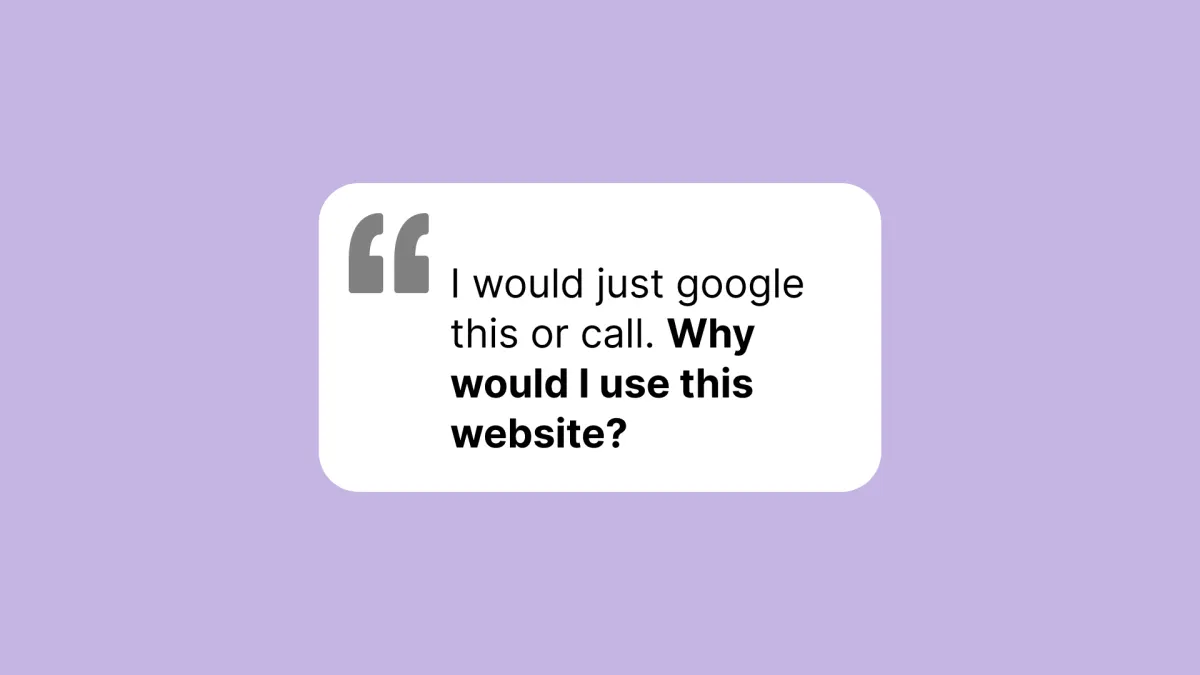 “
I would just google
this or call. Why
would I use this
website?